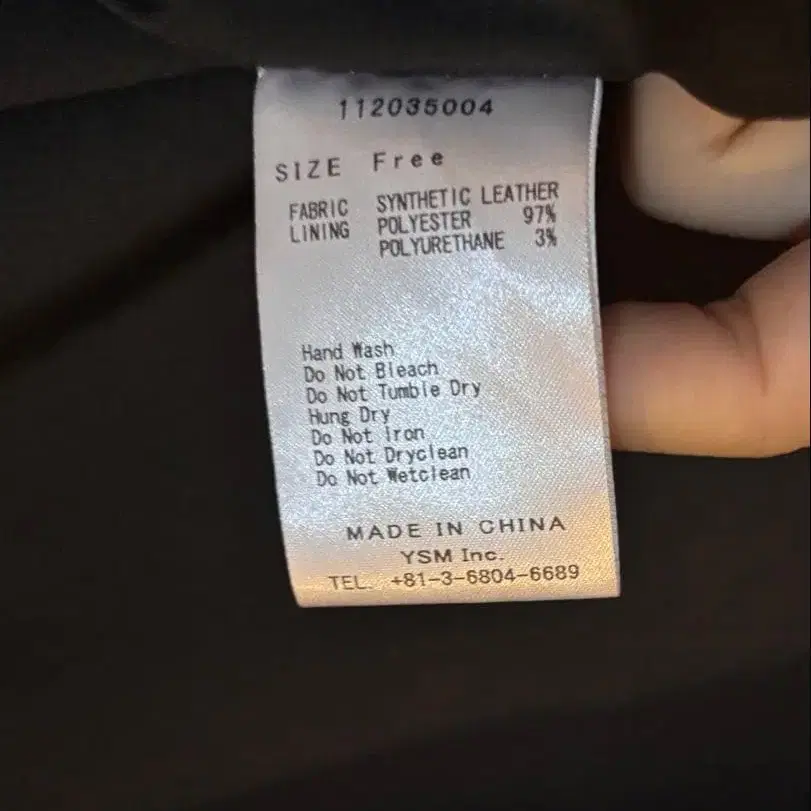 112035004
SIZE Free
FABRIC SYNTHETIC LEATHER
LINING POLYESTER 97%
POLYURETHANE 3%
Hand Wash
Do Not Bleach
Do Not Tumble Dry
Hung Dry
Do Not Iron
Do Not Dryclean
Do Not Wetclean
MADE IN CHINA
YSM Inc.
TEL. +81-3-6804-6689